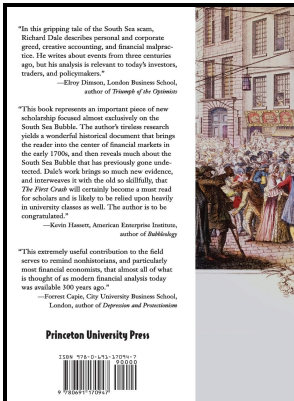 "In this gripping tale of the South Sea scam,
Richard Dale describes personal and corporate
greed, creative accounting, and financial malprac-
tice. He writes about events from three centuries
ago, but his analysis is relevant to today's investors,
traders, and policymakers."
—Elroy Dimson, London Business School,
author of Triumph of the Optimists
"This book represents an important piece of new
scholarship focused almost exclusively on the
South Sea Bubble. The author's tireless research
yields a wonderful historical document that brings
the reader into the center of financial markets in
the early 1700s, and then reveals much about the
South Sea Bubble that has previously gone unde-
tected. Dale's work brings so much new evidence,
and interweaves it with the old so skillfully, that
The First Crash will certainly become a must read
for scholars and is likely to be relied upon heavily
in university classes as well. The author is to be
congratulated."
—Kevin Hassett, American Enterprise Institute,
author of Bubbleology
"This extremely useful contribution to the field
serves to remind nonhistorians, and particularly
most financial economists, that almost all of what
is thought of as modern financial analysis today
was available 300 years ago."
—Forrest Capie, City University Business School,
London, author of Depression and Protectionism
Princeton University Press
ISBN 978-0-691-17094-7
90000
9 780691 170947